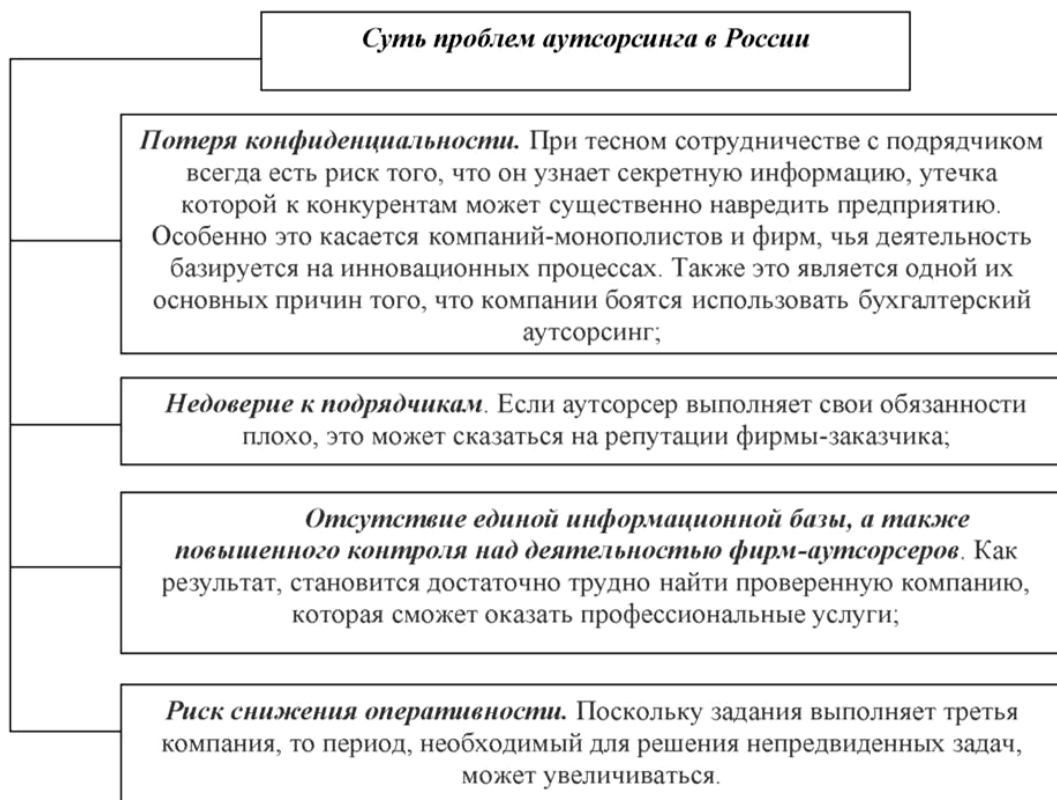 Суть проблем аутсорсинга в России
Потеря конфиденциальности. При тесном сотрудничестве с подрядчиком
всегда есть риск того, что он узнает секретную информацию, утечка
которой к конкурентам может существенно навредить предприятию.
Особенно это касается компаний-монополистов и фирм, чья деятельность
базируется на инновационных процессах. Также это является одной их
основных причин того, что компании боятся использовать бухгалтерский
аутсорсинг;
Недоверие к подрядчикам. Если аутсорсер выполняет свои обязанности
плохо, это может сказаться на репутации фирмы-заказчика;
Отсутствие единой информационной базы, а также
повышенного контроля над деятельностью фирм-аутсорсеров. Как
результат, становится достаточно трудно найти проверенную компанию,
которая сможет оказать профессиональные услуги;
Риск снижения оперативности. Поскольку задания выполняет третья
компания, то период, необходимый для решения непредвиденных задач,
может увеличиваться.